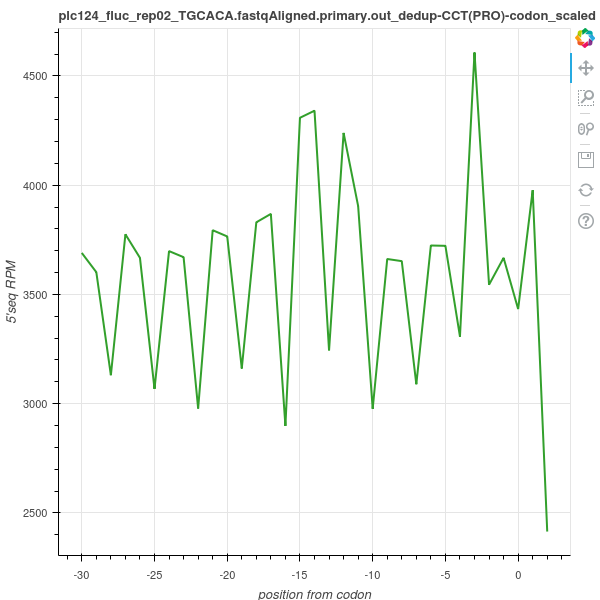 plc124_fluc_rep02_TGCACA.fastqAligned.primary.out_dedup-CCT(PRO)-codon_scaled
4500
4000
3500
3000
2500
5'seq RPM
-30 -25 -20 -15 -10 -5 0
position from codon